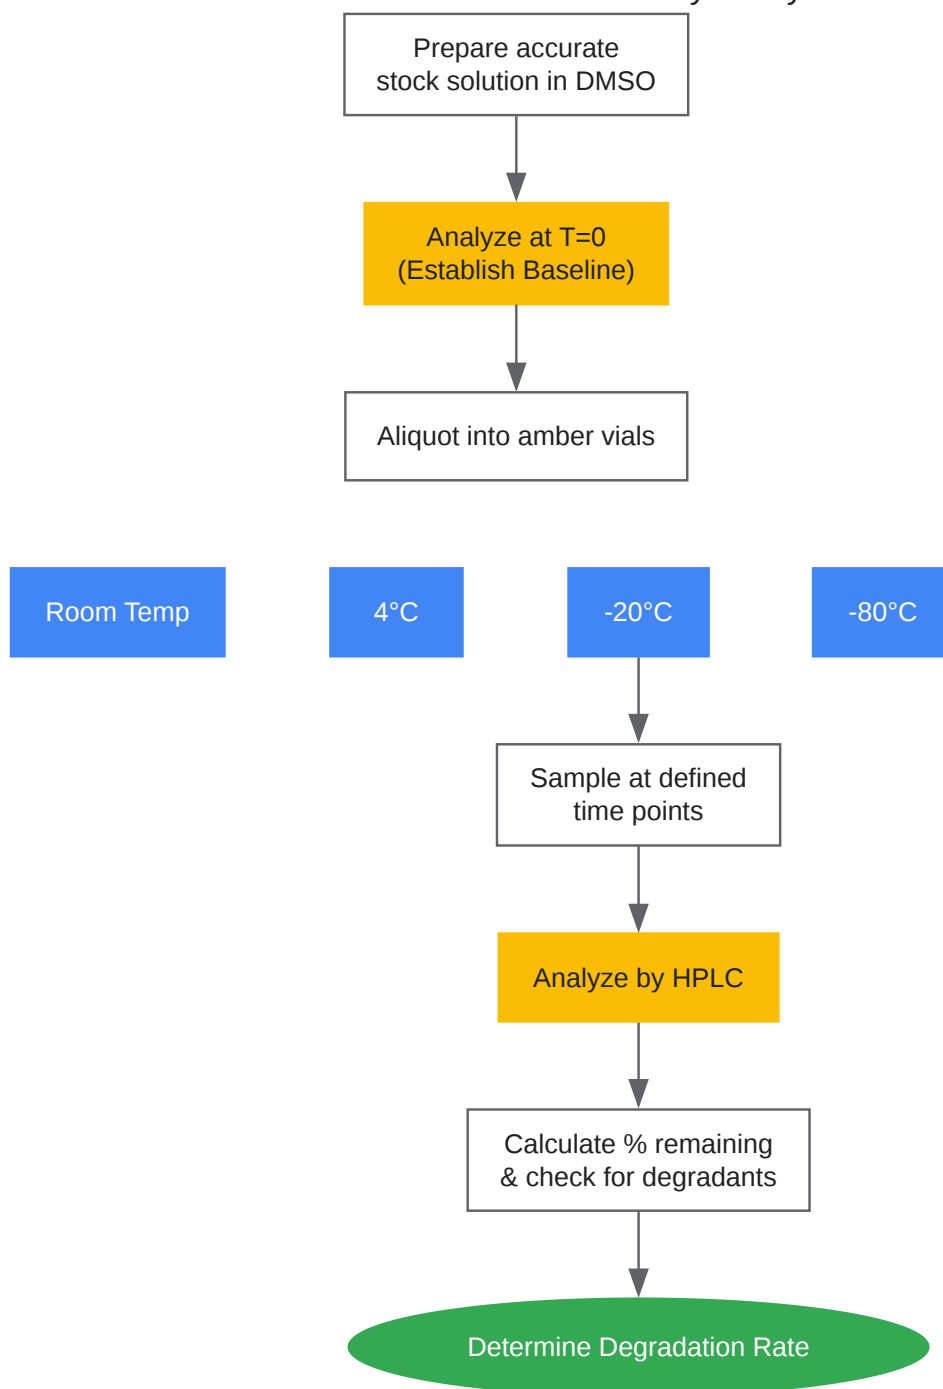 Prepare accurate
stock solution in DMSO
Analyze at T=0
(Establish Baseline)
Aliquot into amber vials
Room Temp
4°C
-20°C
-80°C
Sample at defined
time points
Analyze by HPLC
Calculate % remaining
& check for degradants
Determine Degradation Rate